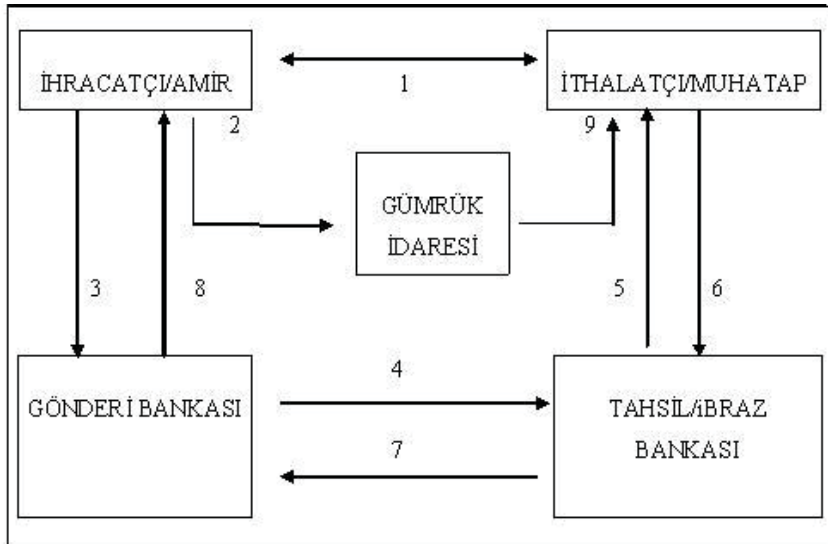 İHRACATÇI/AMİR
1
İTHALATÇI/MUHATAP
2
9
GÜMRÜK
İDARESİ
3
8
5
6
4
GÖNDERİ BANKASI
TAHSİL/iBRAZ
BANKASI
7